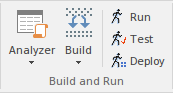 Run
Test
Analyzer Build
Deploy
Build and Run